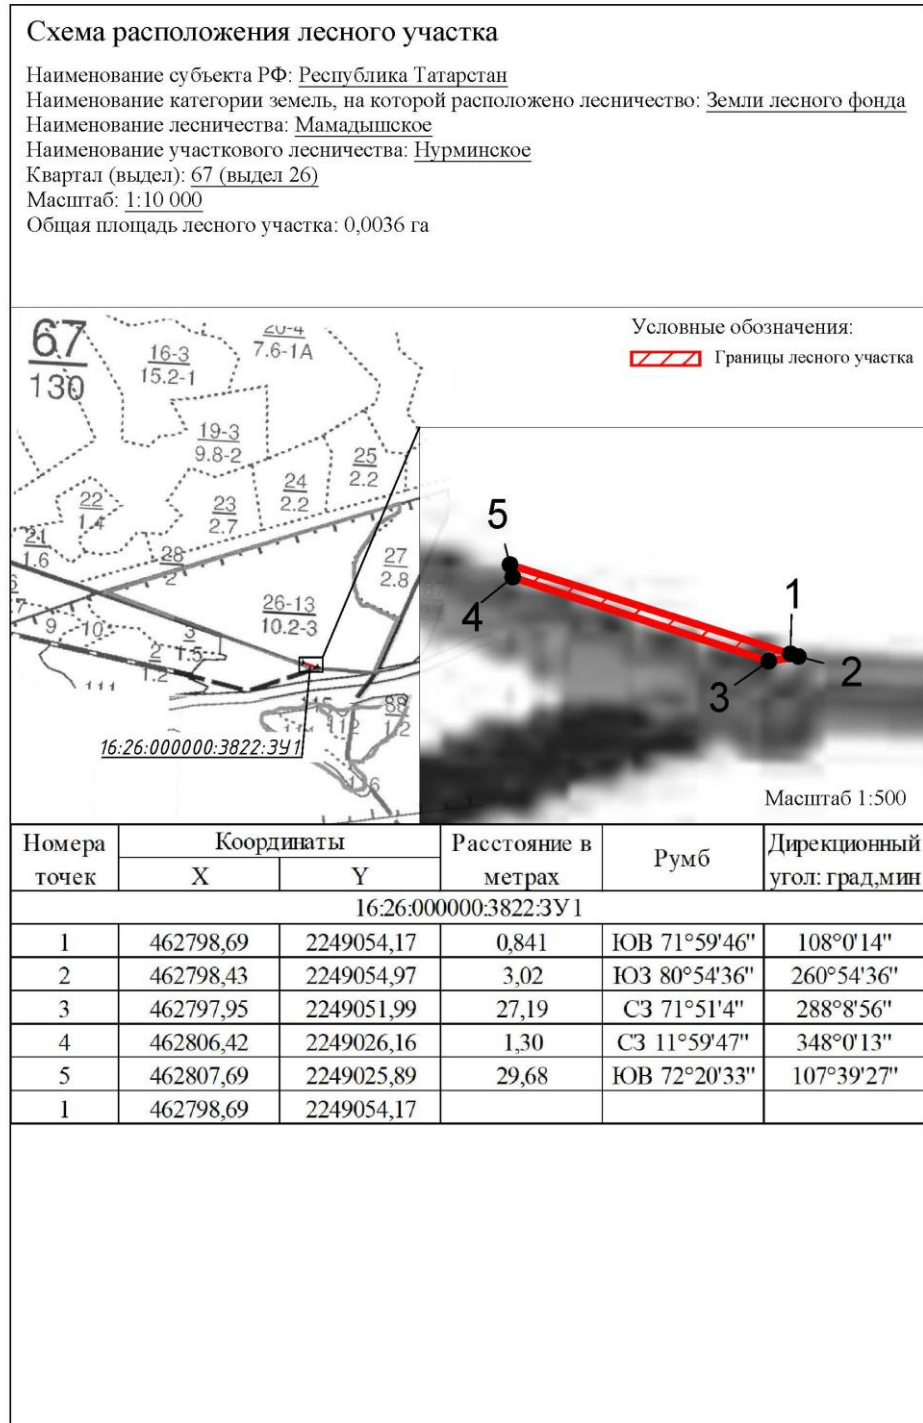 Схема расположения лесного участка
Наименование субъекта РФ: Республика Татарстан
Наименование категории земель, на которой расположено лесничество: Земли лесного фонда
Наименование лесничества: Мамадышское
Наименование участкового лесничества: Нурминское
Квартал (выдел): 67 (выдел 26)
Масштаб: 1:10 000
Общая площадь лесного участка: 0,0036 га
Условные обозначения:
Границы лесного участка
67
130
16-3
15.2-1
20-4
7.6-1А
19-3
9.8-2
25
2.2
24
2.2
23
2.7
22
1.4
21
1.6
28
2
27
2.8
26-13
10.2-3
9
10
3
1.5
2
1.2
111
112
88
1.2
16:26:000000:3822:ЗУ1
5
4
1
2
3
Масштаб 1:500
Номера точек Координаты Расстояние в метрах Румб Дирекционный угол: град,мин
X Y
16:26:000000:3822:ЗУ1
1 462798,69 2249054,17 0,841 ЮВ 71°59'46" 108°0'14"
2 462798,43 2249054,97 3,02 ЮЗ 80°54'36" 260°54'36"
3 462797,95 2249051,99 27,19 СЗ 71°51'4" 288°8'56"
4 462806,42 2249026,16 1,30 СЗ 11°59'47" 348°0'13"
5 462807,69 2249025,89 29,68 ЮВ 72°20'33" 107°39'27"
1 462798,69 2249054,17